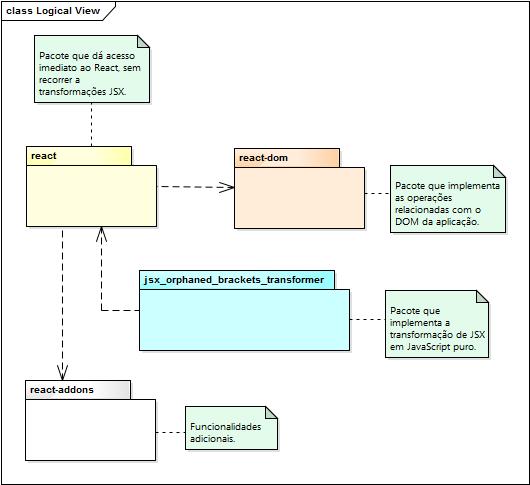 class Logical View
Pacote que dá acesso
imediato ao React, sem
recorrer a
transformações JSX.
react
react-dom
Pacote que implementa
as operações
relacionadas com o
DOM da aplicação.
jsx_orphaned_brackets_transformer
Pacote que
implementa a
transformação de JSX
em JavaScript puro.
react-addons
Funcionalidades
adicionais.